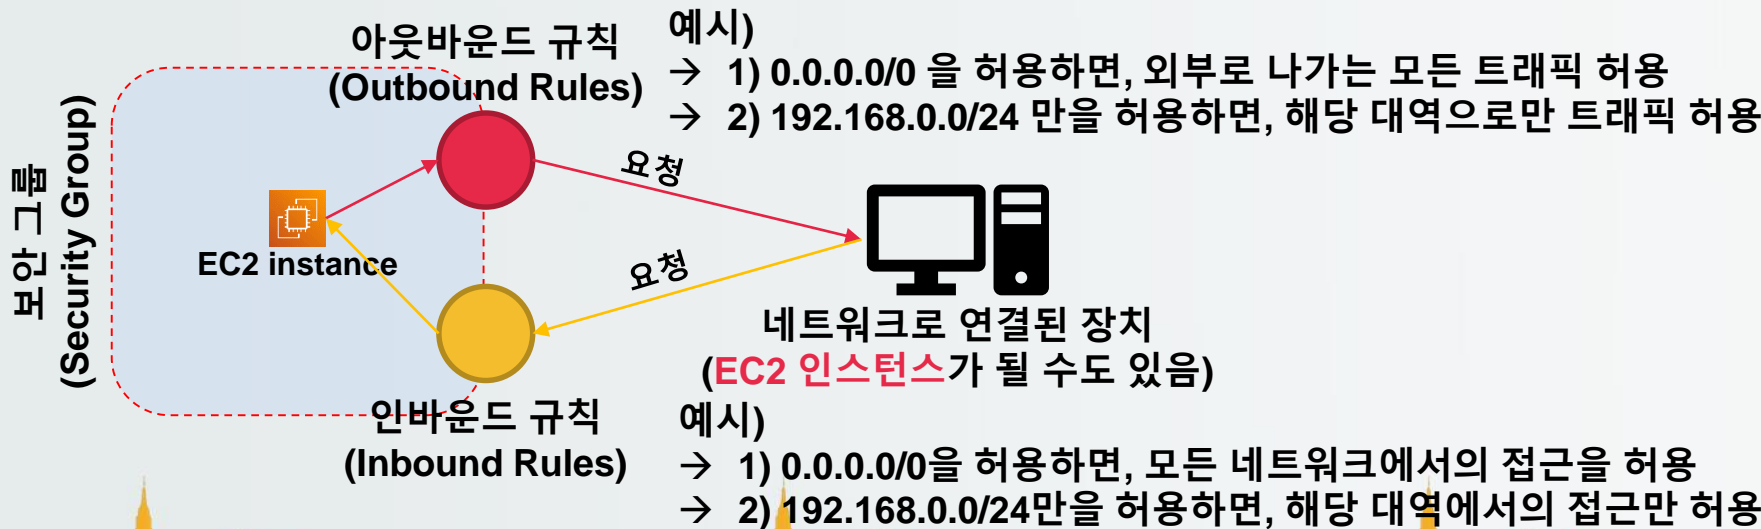 보안 그룹
(Security Group)
아웃바운드 규칙
(Outbound Rules)
예시)
→ 1) 0.0.0.0/0 을 허용하면, 외부로 나가는 모든 트래픽 허용
→ 2) 192.168.0.0/24 만을 허용하면, 해당 대역으로만 트래픽 허용
요청
EC2 instance
요청
네트워크로 연결된 장치
(EC2 인스턴스가 될 수도 있음)
인바운드 규칙
(Inbound Rules)
예시)
→ 1) 0.0.0.0/0을 허용하면, 모든 네트워크에서의 접근을 허용
→ 2) 192.168.0.0/24만을 허용하면, 해당 대역에서의 접근만 허용